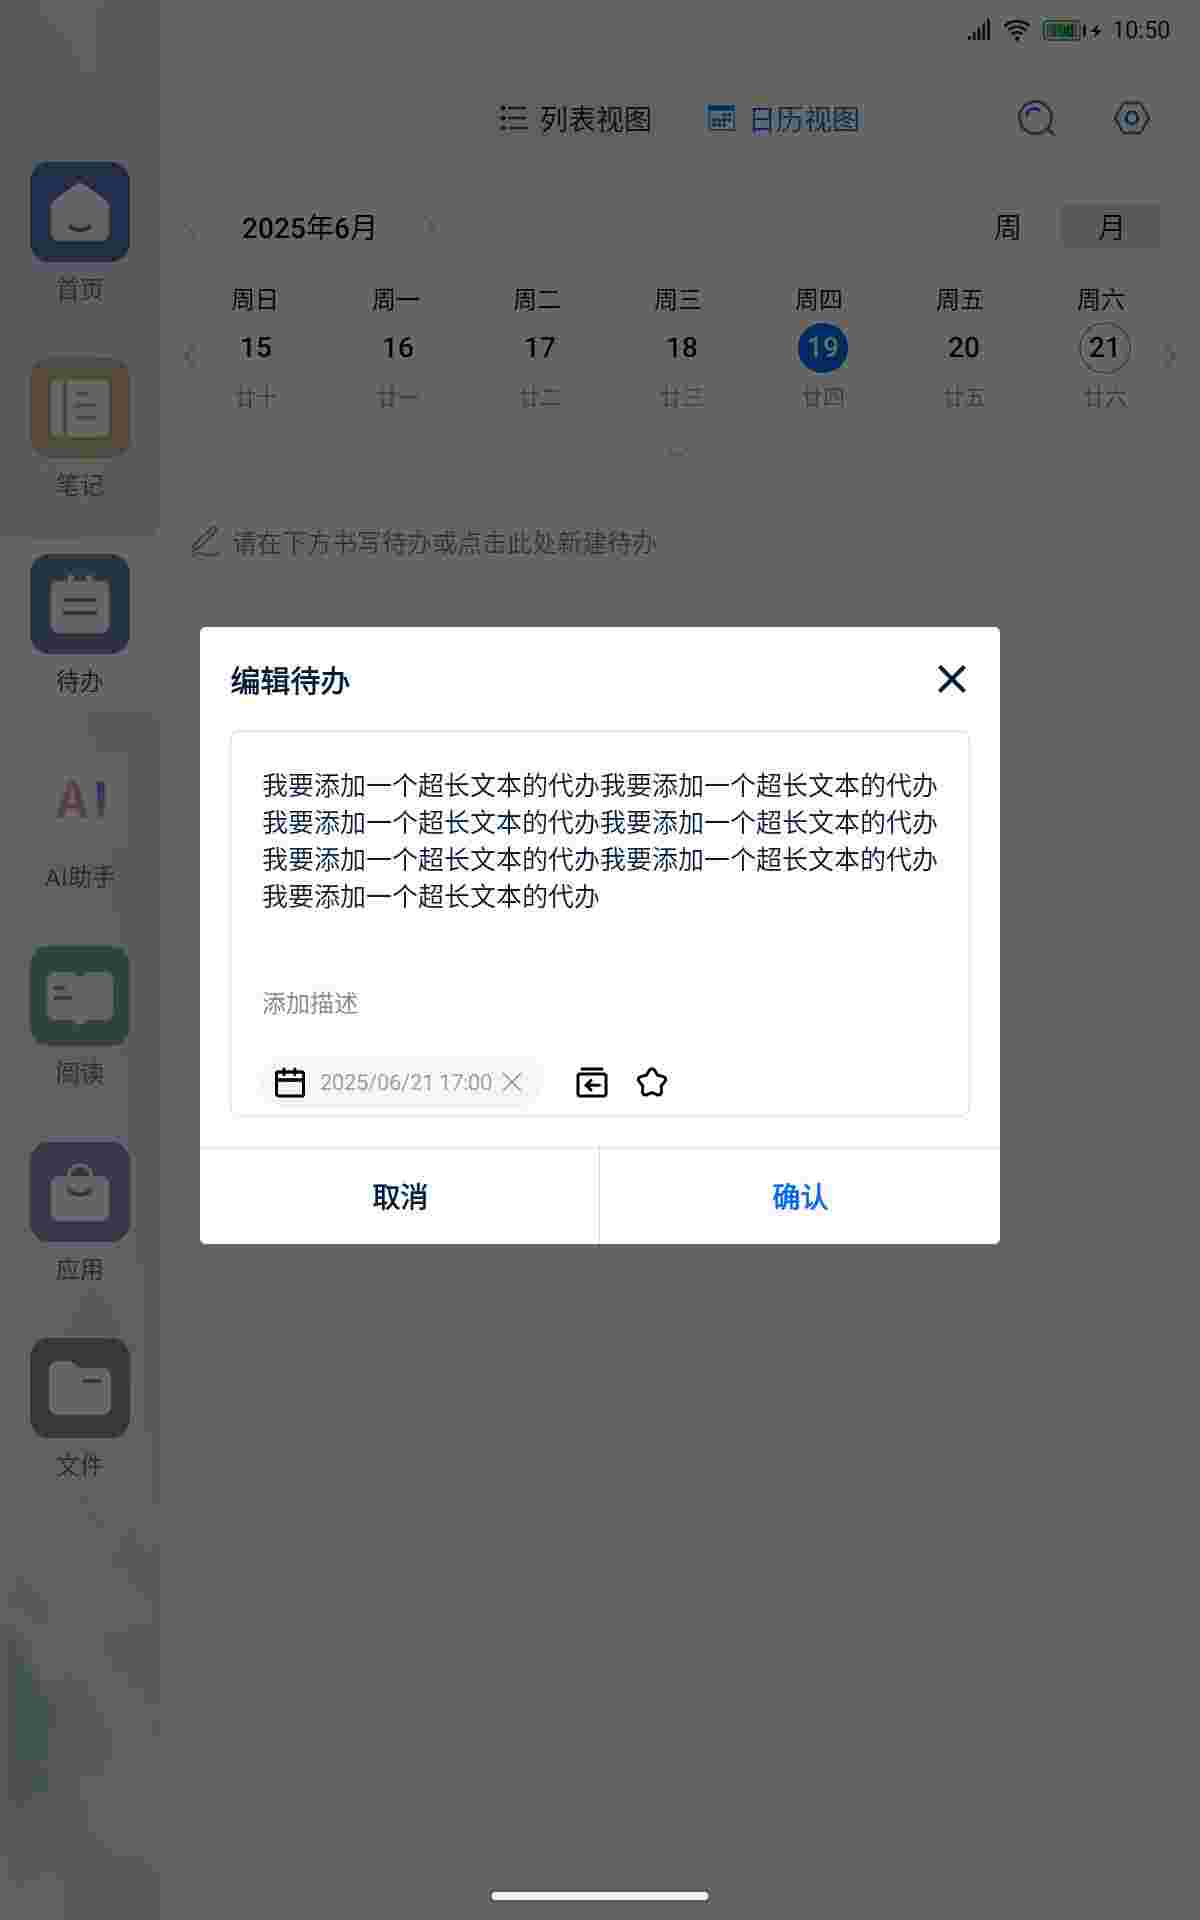 10:50
列表视图 日历视图
2025年6月 周 月
周日 周一 周二 周三 周四 周五 周六
15 16 17 18 19 20 21
廿十 廿一 廿二 廿三 廿四 廿五 廿六
请在下方书写待办或点击此处新建待办
首页
笔记
待办
AI
AI助手
阅读
应用
文件
编辑待办
我要添加一个超长文本的代办我要添加一个超长文本的代办
我要添加一个超长文本的代办我要添加一个超长文本的代办
我要添加一个超长文本的代办我要添加一个超长文本的代办
我要添加一个超长文本的代办
添加描述
2025/06/21 17:00
取消 确认